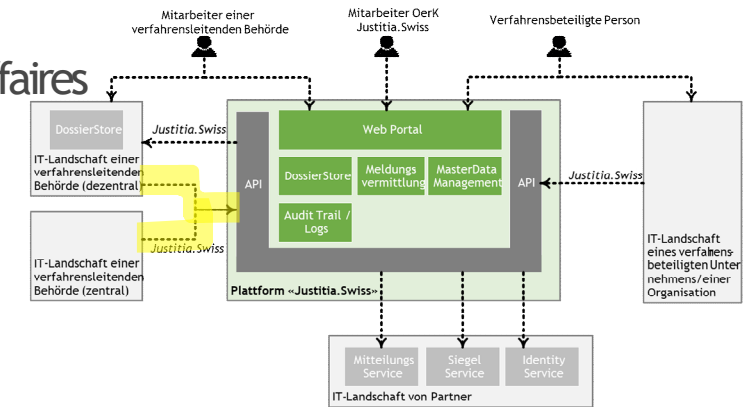 Mitarbeiter einer
verfahrensleitenden Behörde
Mitarbeiter OerK
Justitia.Swiss
Verfahrensbeteiligte Person
faires
DossierStore
IT-Landschaft einer
verfahrensleitenden
Behörde (dezentral)
Justitia.Swiss
API
Web Portal
DossierStore
Meldungs
vermittlung
MasterData
Management
Audit Trail /
Logs
API
Justitia.Swiss
Justitia.Swiss
IT-Landschaft einer
verfahrensleitenden
Behörde (zentral)
Plattform «Justitia.Swiss»
IT-Landschaft
eines verfahrens-
beteiligten Unter
nehmens/einer
Organisation
Mitteilungs
Service
Siegel
Service
Identity
Service
IT-Landschaft von Partner